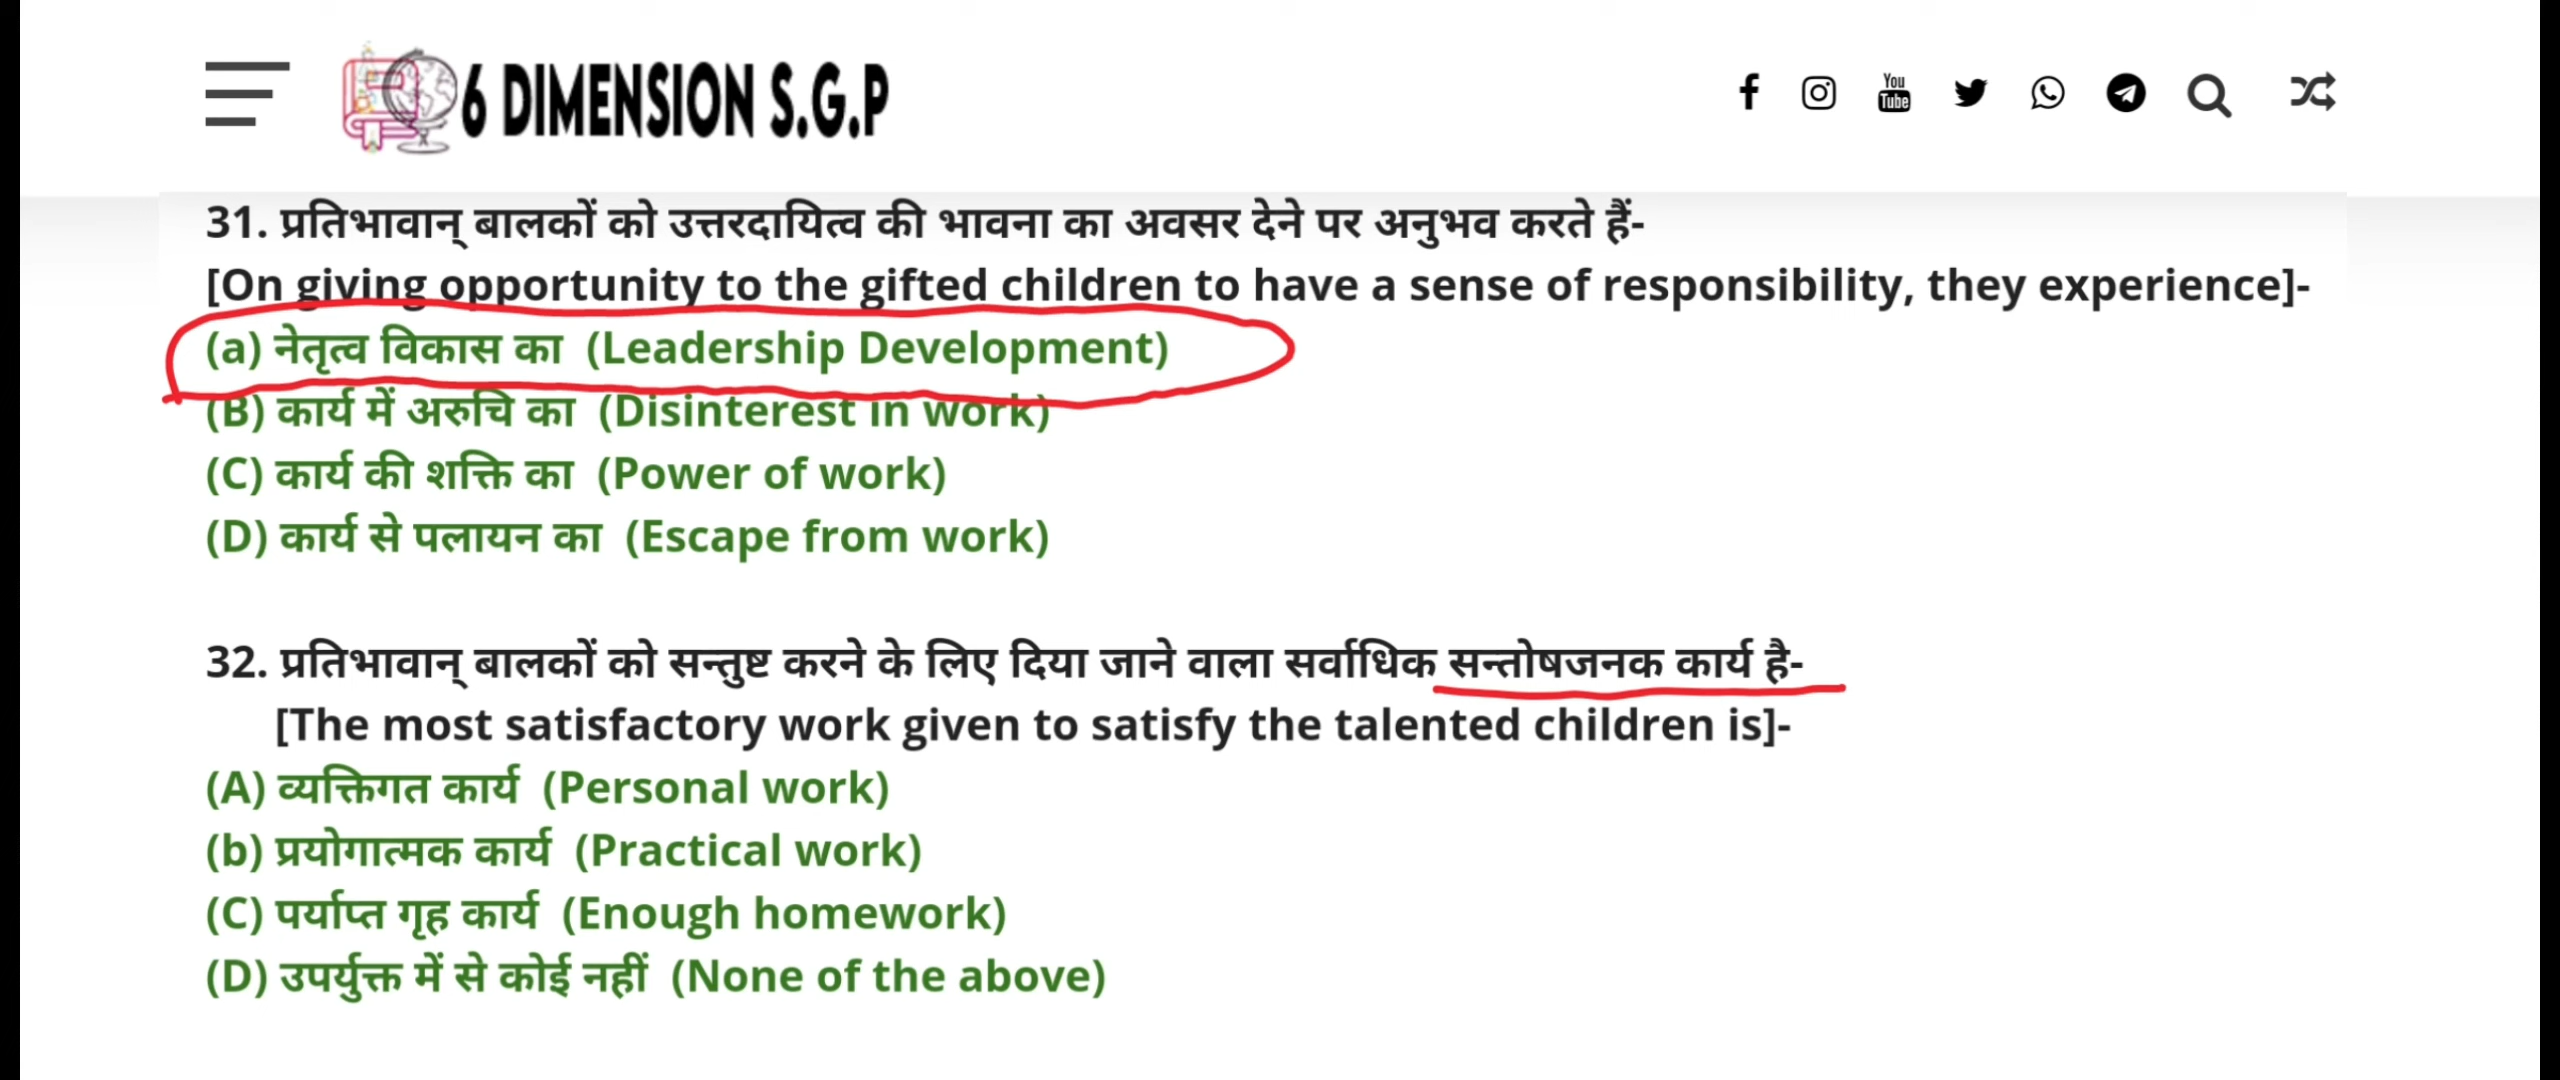 6 DIMENSION S.G.P
You
Tube
31. प्रतिभावान् बालकों को उत्तरदायित्व की भावना का अवसर देने पर अनुभव करते हैं-
[On giving opportunity to the gifted children to have a sense of responsibility, they experience]-
(a) नेतृत्व विकास का (Leadership Development)
(B) कार्य में अरुचि का (Disinterest in work)
(C) कार्य की शक्ति का (Power of work)
(D) कार्य से पलायन का (Escape from work)
32. प्रतिभावान् बालकों को सन्तुष्ट करने के लिए दिया जाने वाला सर्वाधिक सन्तोषजनक कार्य है-
[The most satisfactory work given to satisfy the talented children is]-
(A) व्यक्तिगत कार्य (Personal work)
(b) प्रयोगात्मक कार्य (Practical work)
(C) पर्याप्त गृह कार्य (Enough homework)
(D) उपर्युक्त में से कोई नहीं (None of the above)